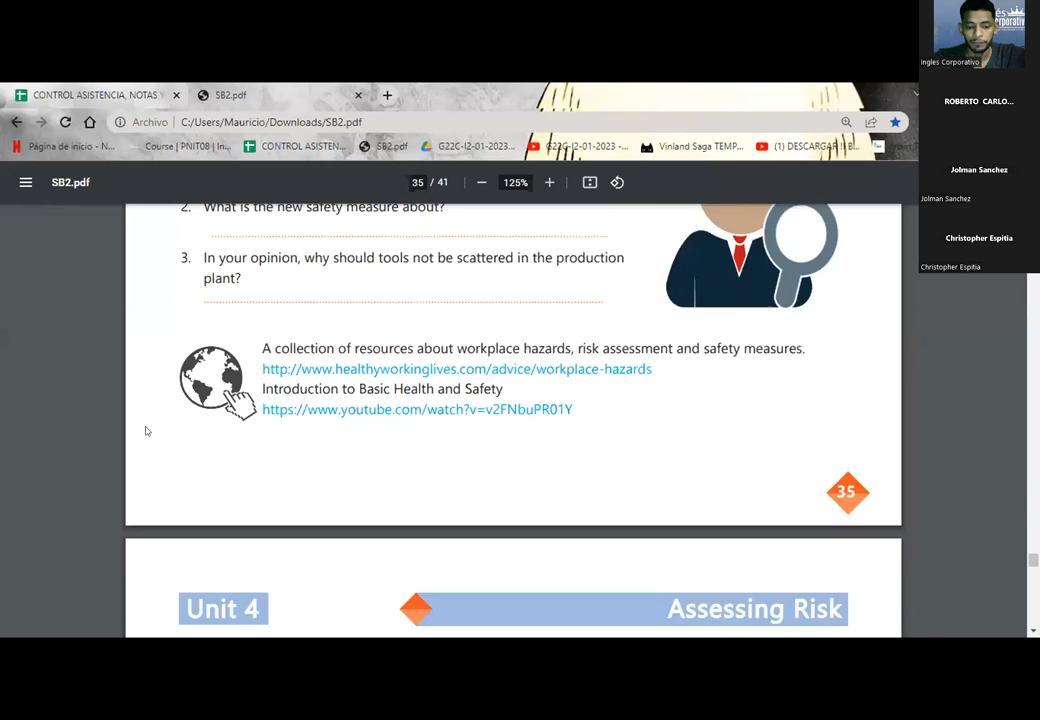 Ingles Corporativo
ROBERTO CARLO...
Jolman Sanchez
Jolman Sanchez
Christopher Espitia
Christopher Espitia
CONTROL ASISTENCIA, NOTAS Y
SB2.pdf
Archivo
C:/Users/Mauricio/Downloads/SB2.pdf
Página de inicio - N...
Course | PNIT08 | In...
CONTROL ASISTEN...
SB2.pdf
G22C-I2-01-2023...
G22C-I2-01-2023 -...
Vinland Saga TEMP...
(1) DESCARGAR !! B...
SB2.pdf
35 / 41
125%
2. What is the new safety measure about?
3. In your opinion, why should tools not be scattered in the production
plant?
A collection of resources about workplace hazards, risk assessment and safety measures.
http://www.healthyworkinglives.com/advice/workplace-hazards
Introduction to Basic Health and Safety
https://www.youtube.com/watch?v=v2FNbuPR01Y
35
Unit 4
Assessing Risk